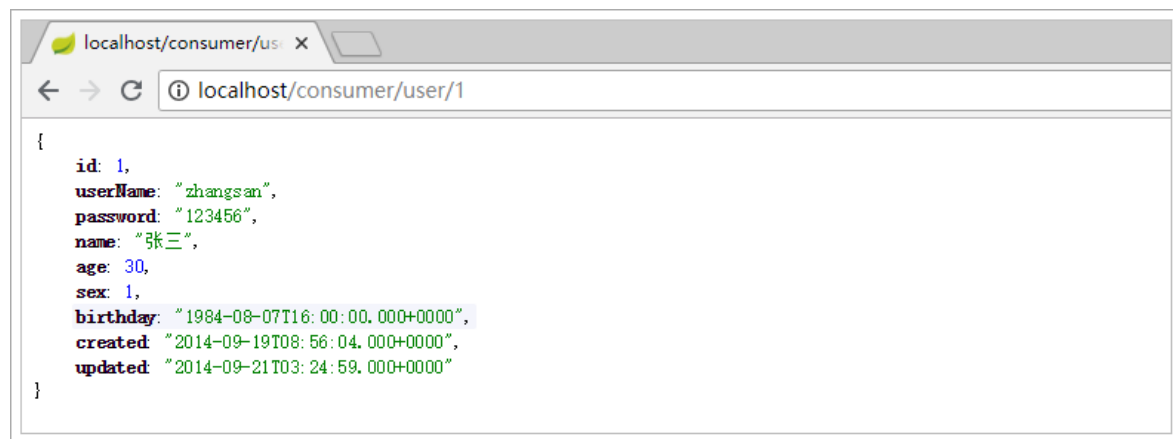 localhost/consumer/us
localhost/consumer/user/1
{
id: 1,
userName: "zhangsan",
password: "123456",
name: "张三",
age: 30,
sex: 1,
birthday: "1984-08-07T16:00:00.000+0000",
created: "2014-09-19T08:56:04.000+0000",
updated: "2014-09-21T03:24:59.000+0000"
}